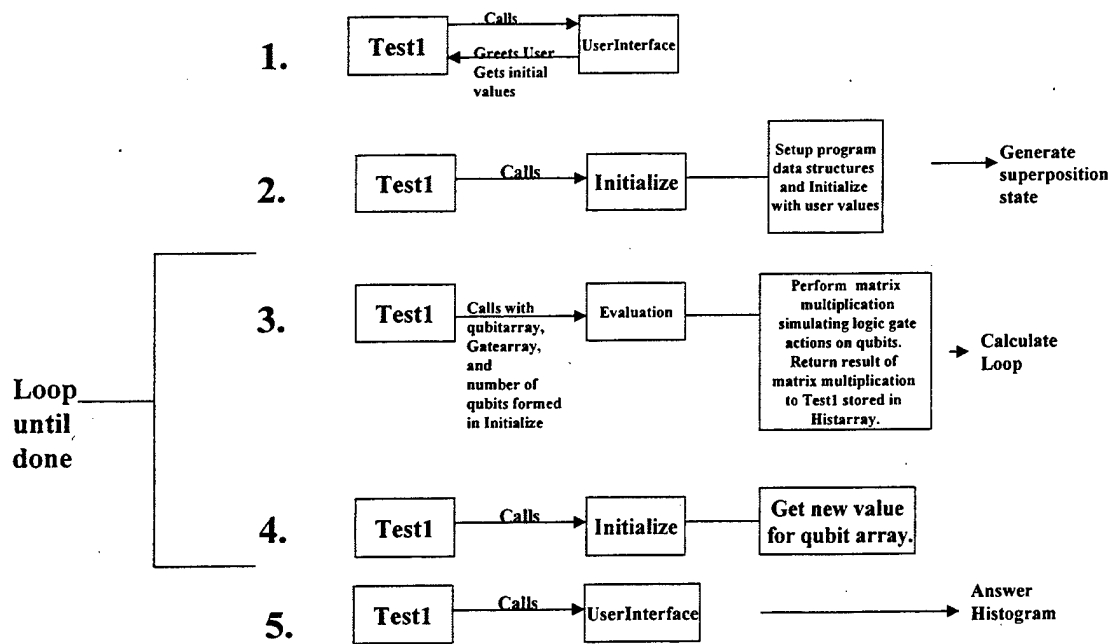 1.
Test1
Calls
Greets User
Gets initial
values
UserInterface
2.
Test1
Calls
Initialize
Setup program
data structures
and Initialize
with user values
Generate
superposition
state
Loop
until
done
3.
Test1
Calls with
qubitarray,
Gatearray,
and
number of
qubits formed
in Initialize
Evaluation
Perform matrix
multiplication
simulating logic gate
actions on qubits.
Return result of
matrix multiplication
to Test1 stored in
Histarray.
Calculate
Loop
4.
Test1
Calls
Initialize
Get new value
for qubit array.
5.
Test1
Calls
UserInterface
Answer
Histogram